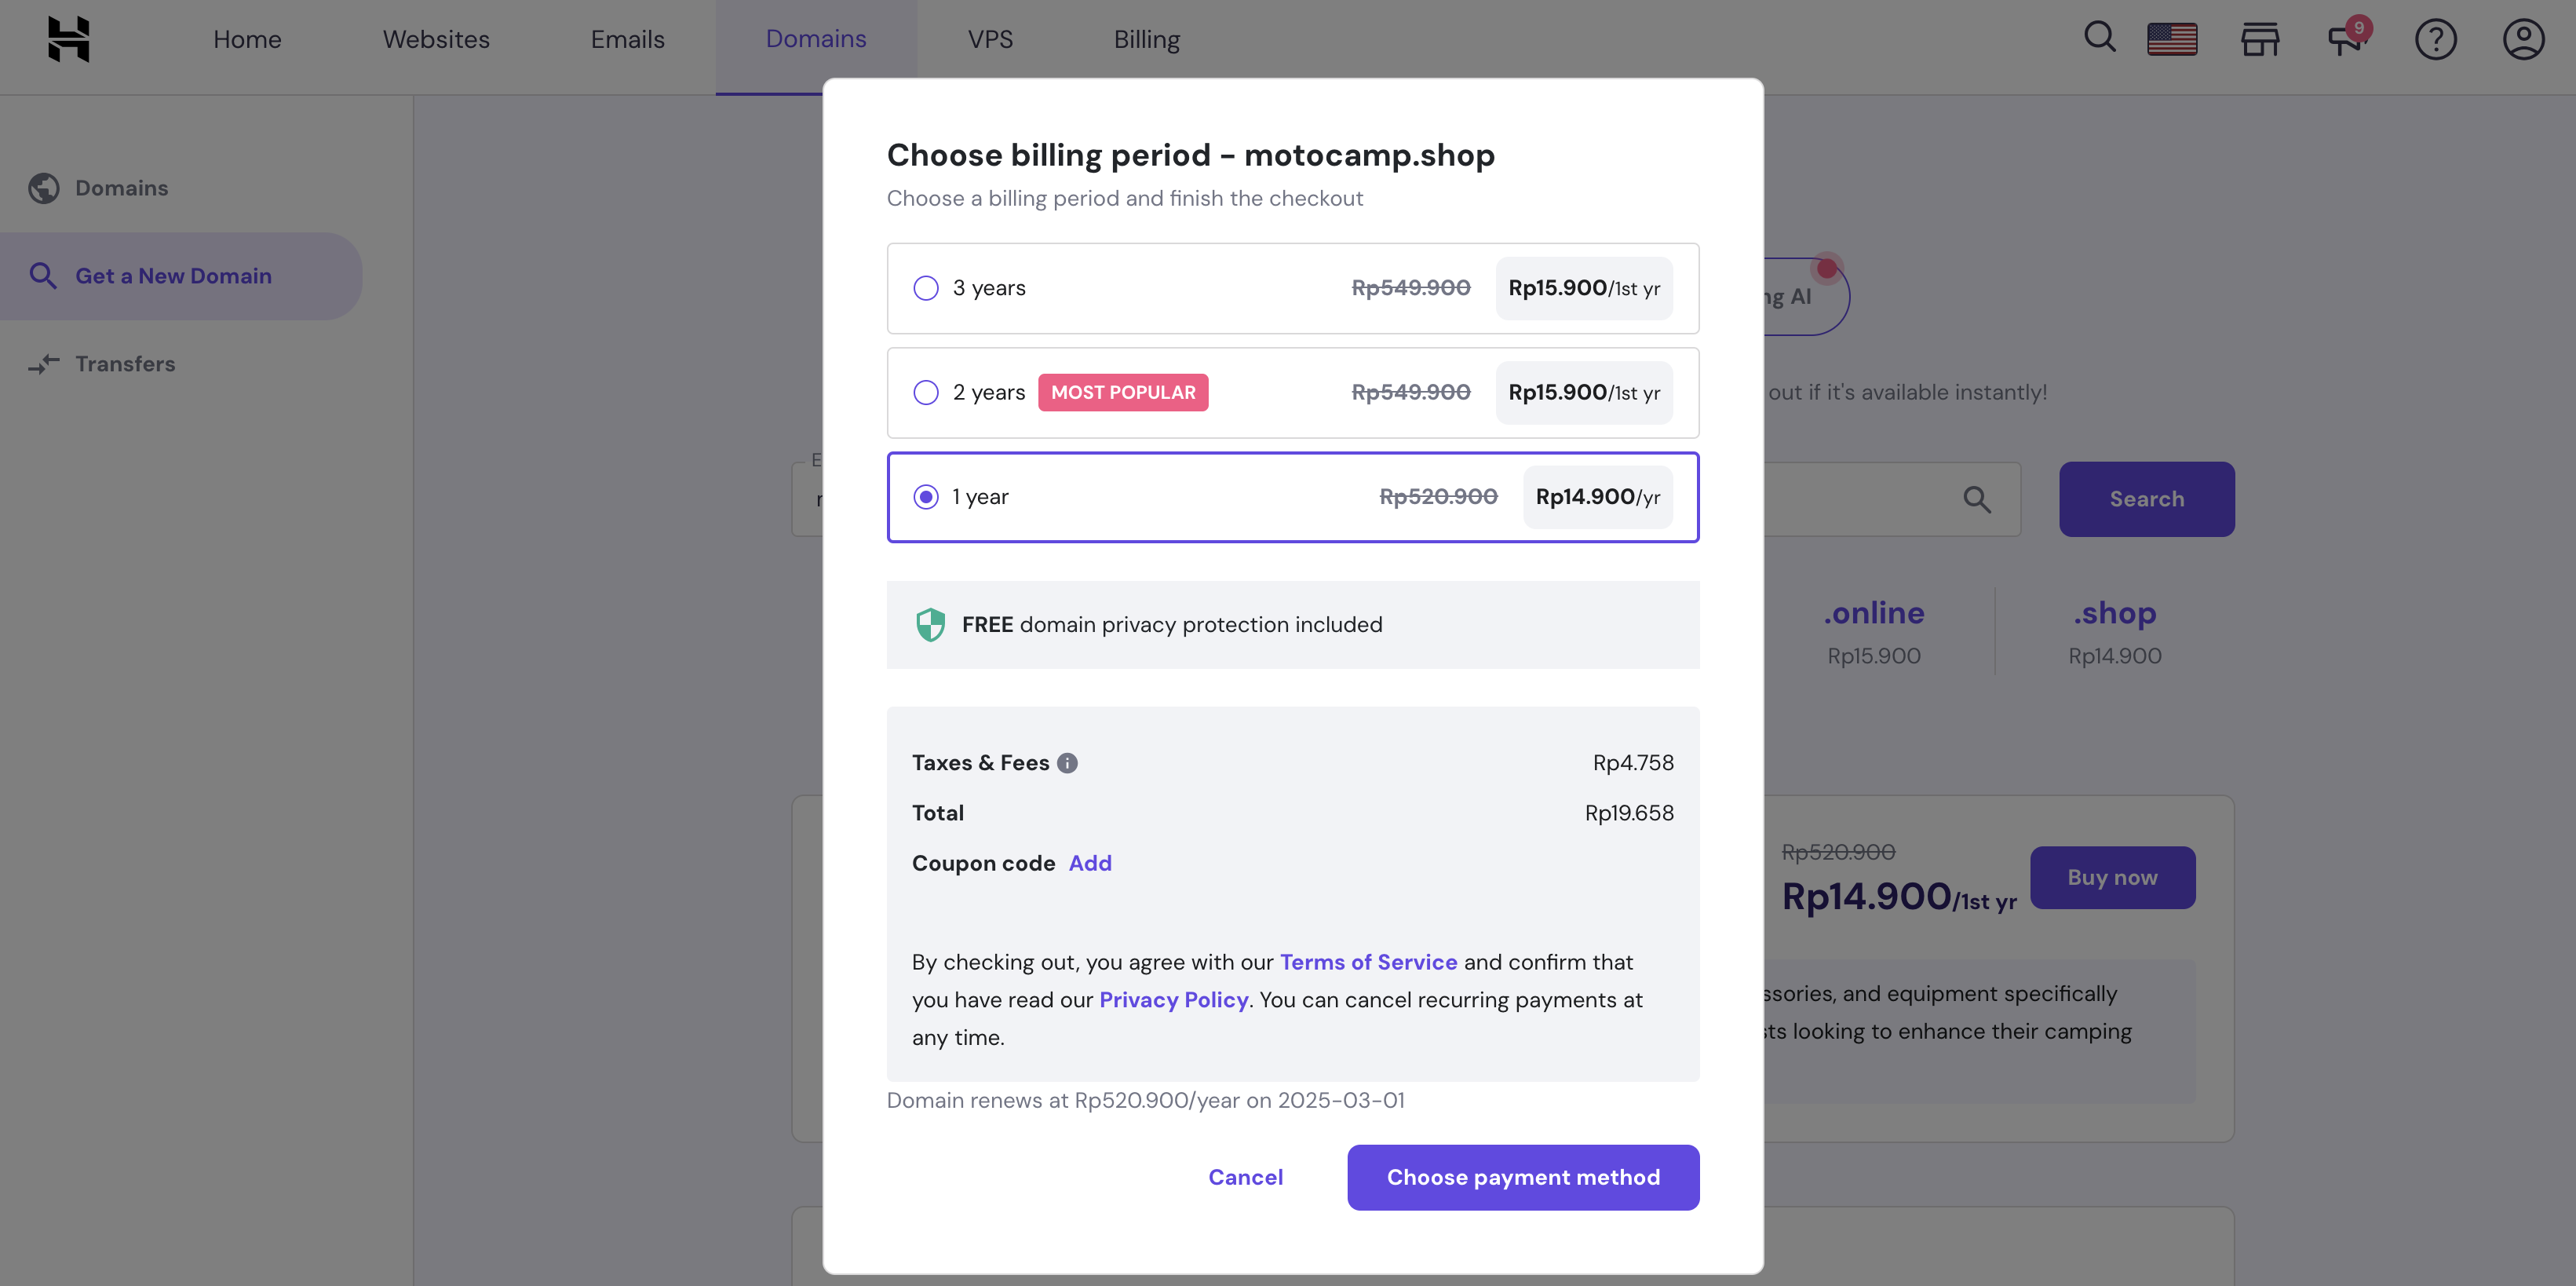 Home Websites Emails Domains VPS Billing 9
Domains
Get a New Domain
Transfers
Choose billing period - motocamp.shop
Choose a billing period and finish the checkout
3 years Rp549.900 Rp15.900/1st yr
2 years MOST POPULAR Rp549.900 Rp15.900/1st yr
1 year Rp520.900 Rp14.900/yr
FREE domain privacy protection included
Taxes & Fees Rp4.758
Total Rp19.658
Coupon code Add
By checking out, you agree with our Terms of Service and confirm that
you have read our Privacy Policy. You can cancel recurring payments at
any time.
Domain renews at Rp520.900/year on 2025-03-01
Cancel Choose payment method
AI
out if it's available instantly!
Search
.online .shop
Rp15.900 Rp14.900
Rp520.900
Rp14.900/1st yr Buy now
and equipment specifically
looking to enhance their camping